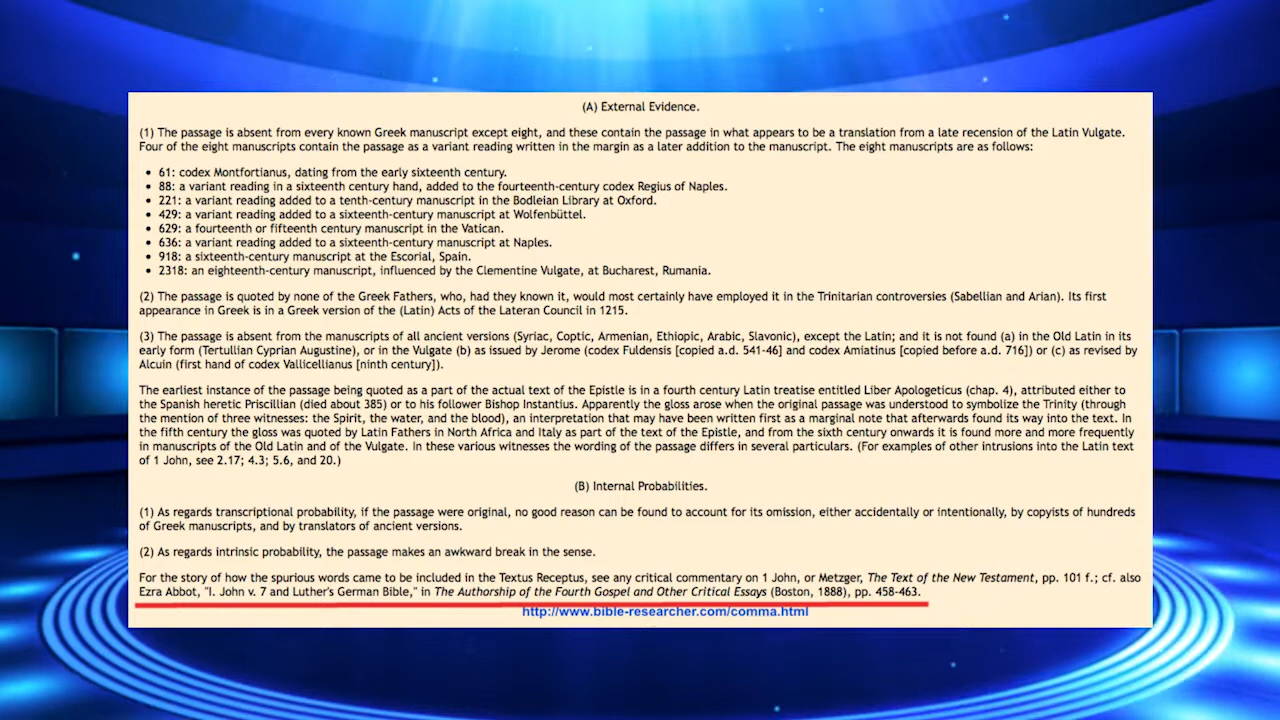 (A) External Evidence.
(1) The passage is absent from every known Greek manuscript except eight, and these contain the passage in what appears to be a translation from a late recension of the Latin Vulgate.
Four of the eight manuscripts contain the passage as a variant reading written in the margin as a later addition to the manuscript. The eight manuscripts are as follows:
• 61: codex Montfortianus, dating from the early sixteenth century.
• 88: a variant reading in a sixteenth century hand, added to the fourteenth-century codex Regius of Naples.
• 221: a variant reading added to a tenth-century manuscript in the Bodleian Library at Oxford.
• 429: a variant reading added to a sixteenth-century manuscript at Wolfenbüttel.
• 629: a fourteenth or fifteenth century manuscript in the Vatican.
• 636: a variant reading added to a sixteenth-century manuscript at Naples.
• 918: a sixteenth-century manuscript at the Escorial, Spain.
• 2318: an eighteenth-century manuscript, influenced by the Clementine Vulgate, at Bucharest, Rumania.
(2) The passage is quoted by none of the Greek Fathers, who, had they known it, would most certainly have employed it in the Trinitarian controversies (Sabellian and Arian). Its first
appearance in Greek is in a Greek version of the (Latin) Acts of the Lateran Council in 1215.
(3) The passage is absent from the manuscripts of all ancient versions (Syriac, Coptic, Armenian, Ethiopic, Arabic, Slavonic), except the Latin; and it is not found (a) in the Old Latin in its
early form (Tertullian Cyprian Augustine), or in the Vulgate (b) as issued by Jerome (codex Fuldensis [copied a.d. 541-46] and codex Amiatinus [copied before a.d. 716]) or (c) as revised by
Alcuin (first hand of codex Vallicellianus [ninth century]).
The earliest instance of the passage being quoted as a part of the actual text of the Epistle is in a fourth century Latin treatise entitled Liber Apologeticus (chap. 4), attributed either to
the Spanish heretic Priscillian (died about 385) or to his follower Bishop Instantius. Apparently the gloss arose when the original passage was understood to symbolize the Trinity (through
the mention of three witnesses: the Spirit, the water, and the blood), an interpretation that may have been written first as a marginal note that afterwards found its way into the text. In
the fifth century the gloss was quoted by Latin Fathers in North Africa and Italy as part of the text of the Epistle, and from the sixth century onwards it is found more and more frequently
in manuscripts of the Old Latin and of the Vulgate. In these various witnesses the wording of the passage differs in several particulars. (For examples of other intrusions into the Latin text
of 1 John, see 2.17; 4.3; 5.6, and 20.)
(B) Internal Probabilities.
(1) As regards transcriptional probability, if the passage were original, no good reason can be found to account for its omission, either accidentally or intentionally, by copyists of hundreds
of Greek manuscripts, and by translators of ancient versions.
(2) As regards intrinsic probability, the passage makes an awkward break in the sense.
For the story of how the spurious words came to be included in the Textus Receptus, see any critical commentary on 1 John, or Metzger, The Text of the New Testament, pp. 101 f.; cf. also
Ezra Abbot, "I. John v. 7 and Luther's German Bible," in The Authorship of the Fourth Gospel and Other Critical Essays (Boston, 1888), pp. 458-463.
http://www.bible-researcher.com/comma.html